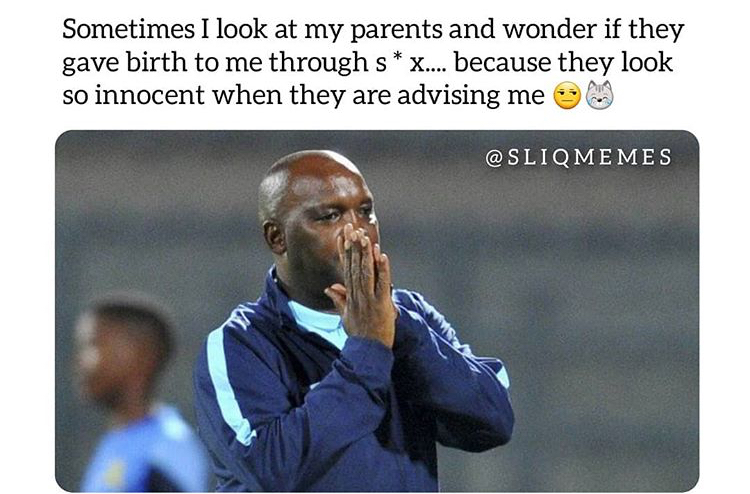 Sometimes I look at my parents and wonder if they
gave birth to me through s * x.... because they look
so innocent when they are advising me 😒😹
@SLIQMEMES